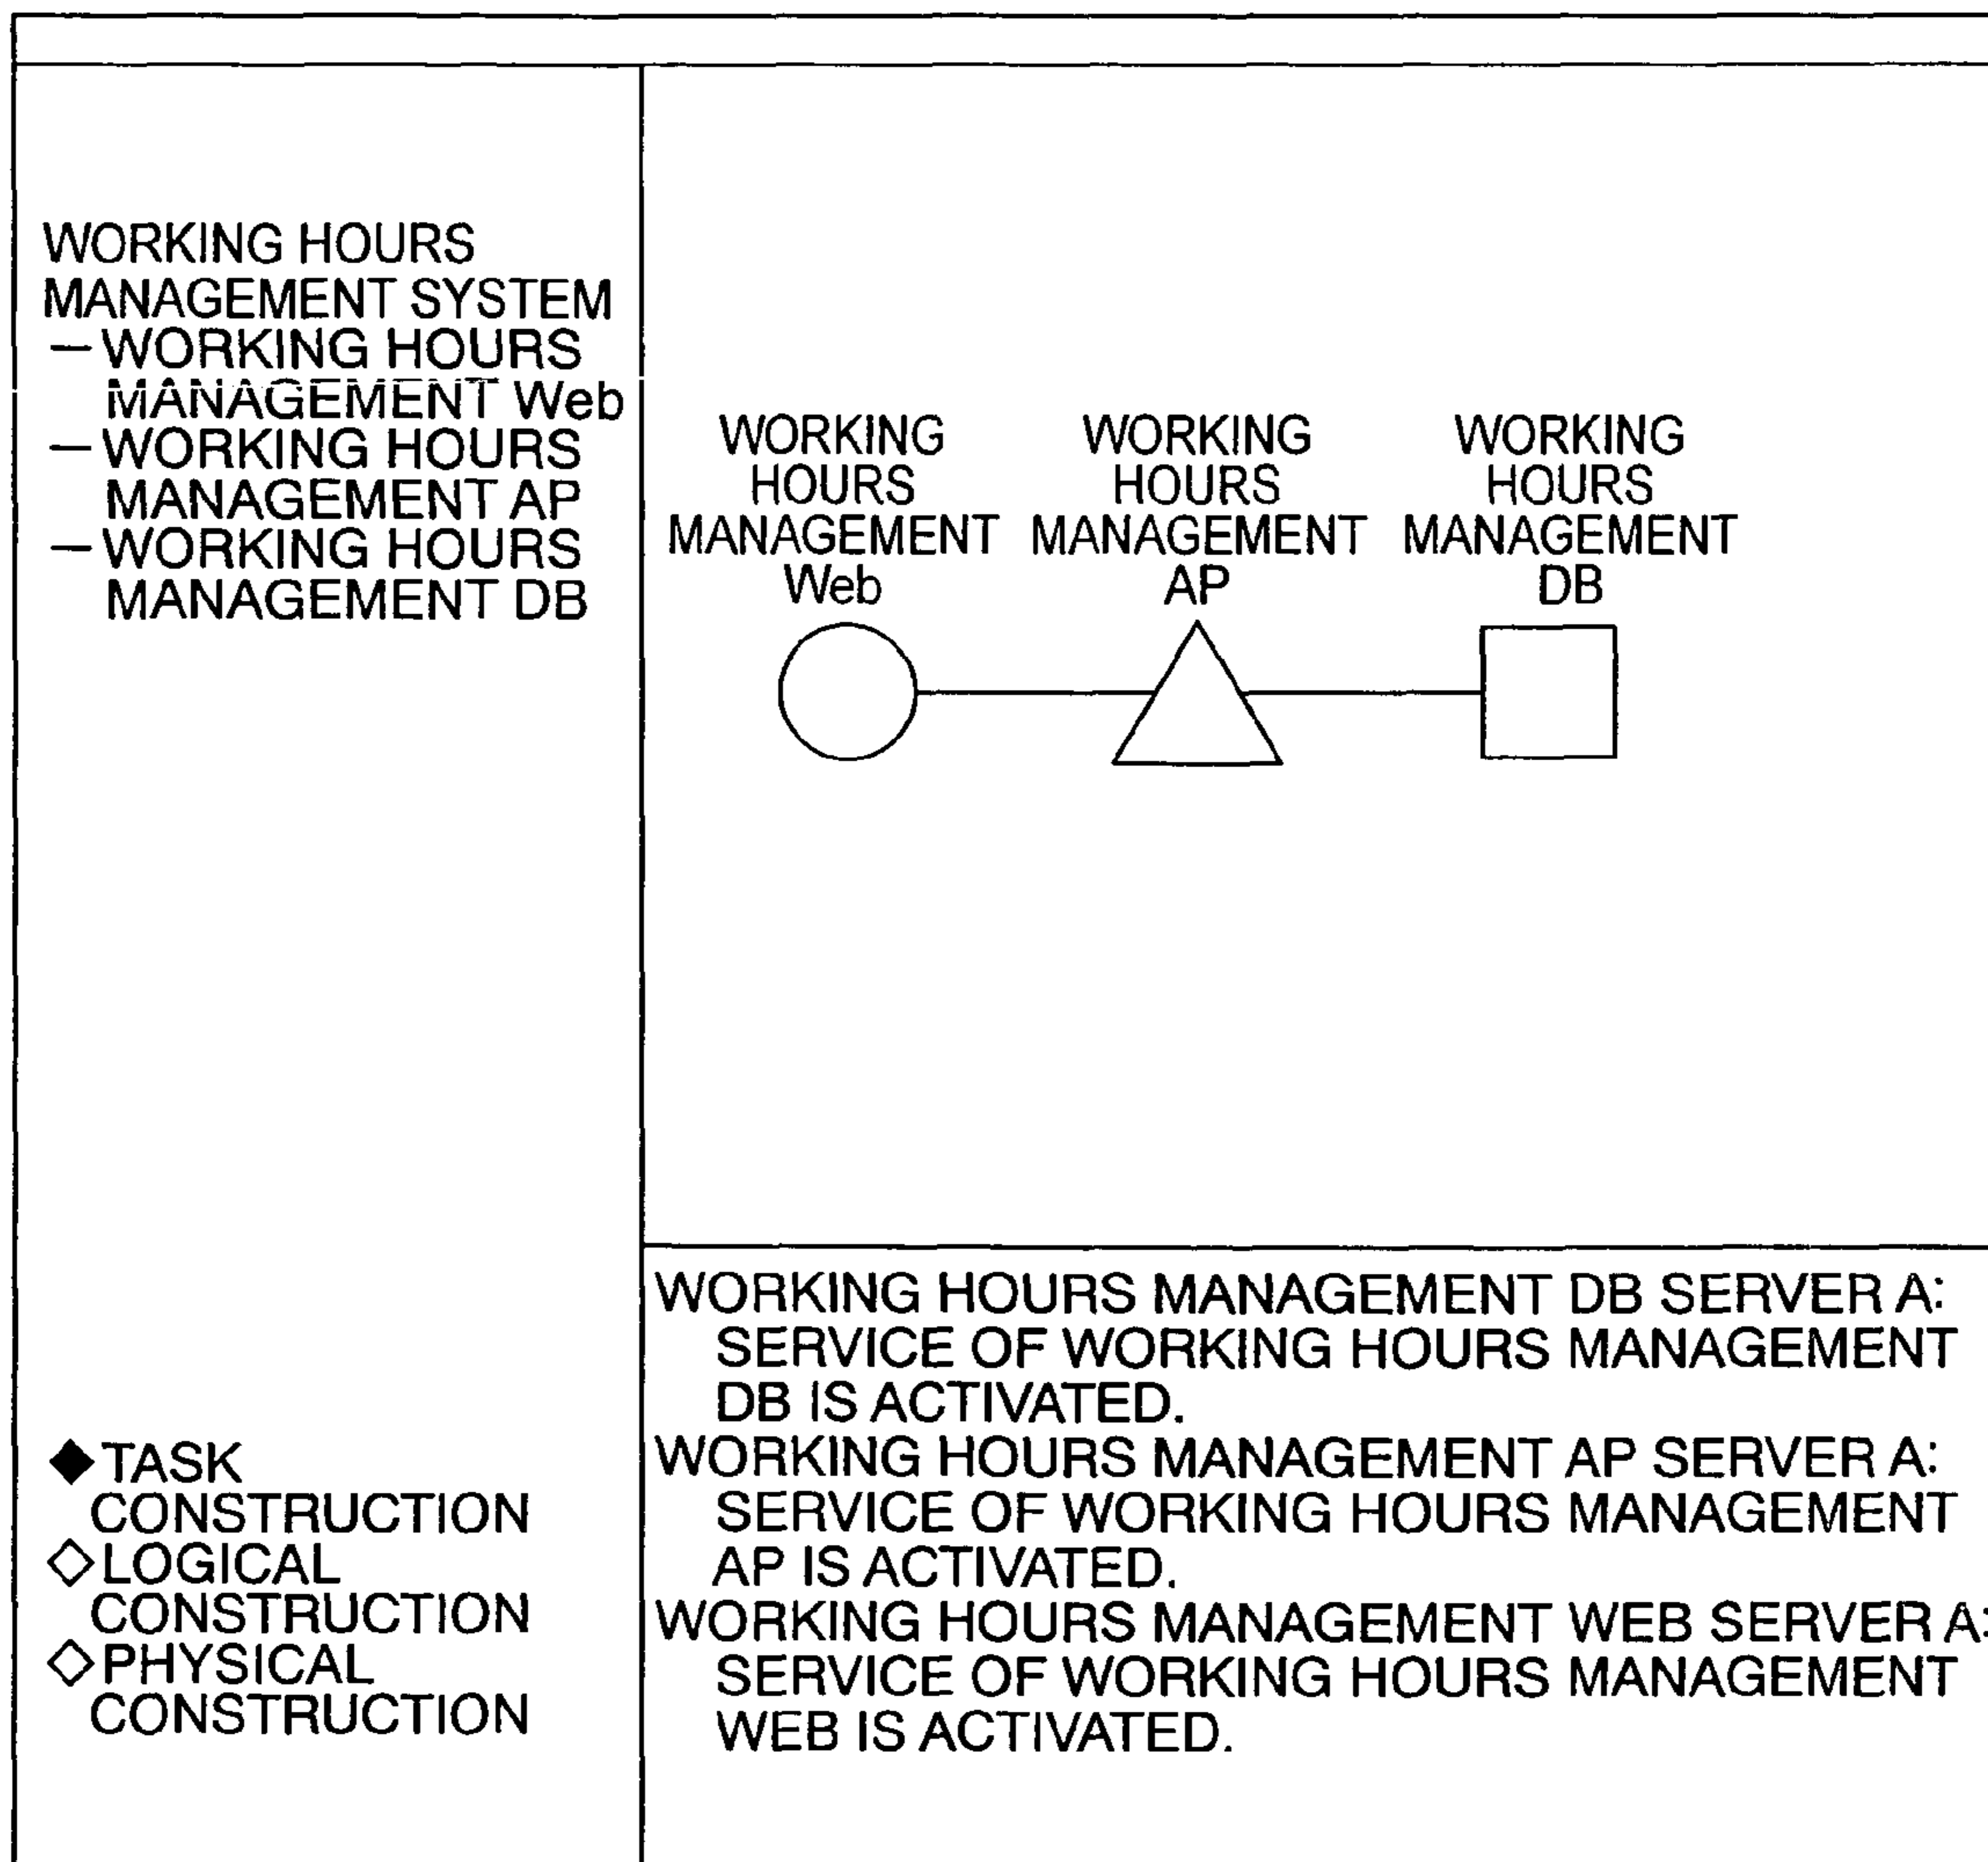 WORKING HOURS
MANAGEMENT SYSTEM
—WORKING HOURS
MANAGEMENT Web
—WORKING HOURS
MANAGEMENT AP
—WORKING HOURS
MANAGEMENT DB
◆TASK
CONSTRUCTION
◇LOGICAL
CONSTRUCTION
◇PHYSICAL
CONSTRUCTION
WORKING
HOURS
MANAGEMENT
Web
WORKING
HOURS
MANAGEMENT
AP
WORKING
HOURS
MANAGEMENT
DB
WORKING HOURS MANAGEMENT DB SERVER A:
SERVICE OF WORKING HOURS MANAGEMENT
DB IS ACTIVATED.
WORKING HOURS MANAGEMENT AP SERVER A:
SERVICE OF WORKING HOURS MANAGEMENT
AP IS ACTIVATED.
WORKING HOURS MANAGEMENT WEB SERVER A:
SERVICE OF WORKING HOURS MANAGEMENT
WEB IS ACTIVATED.